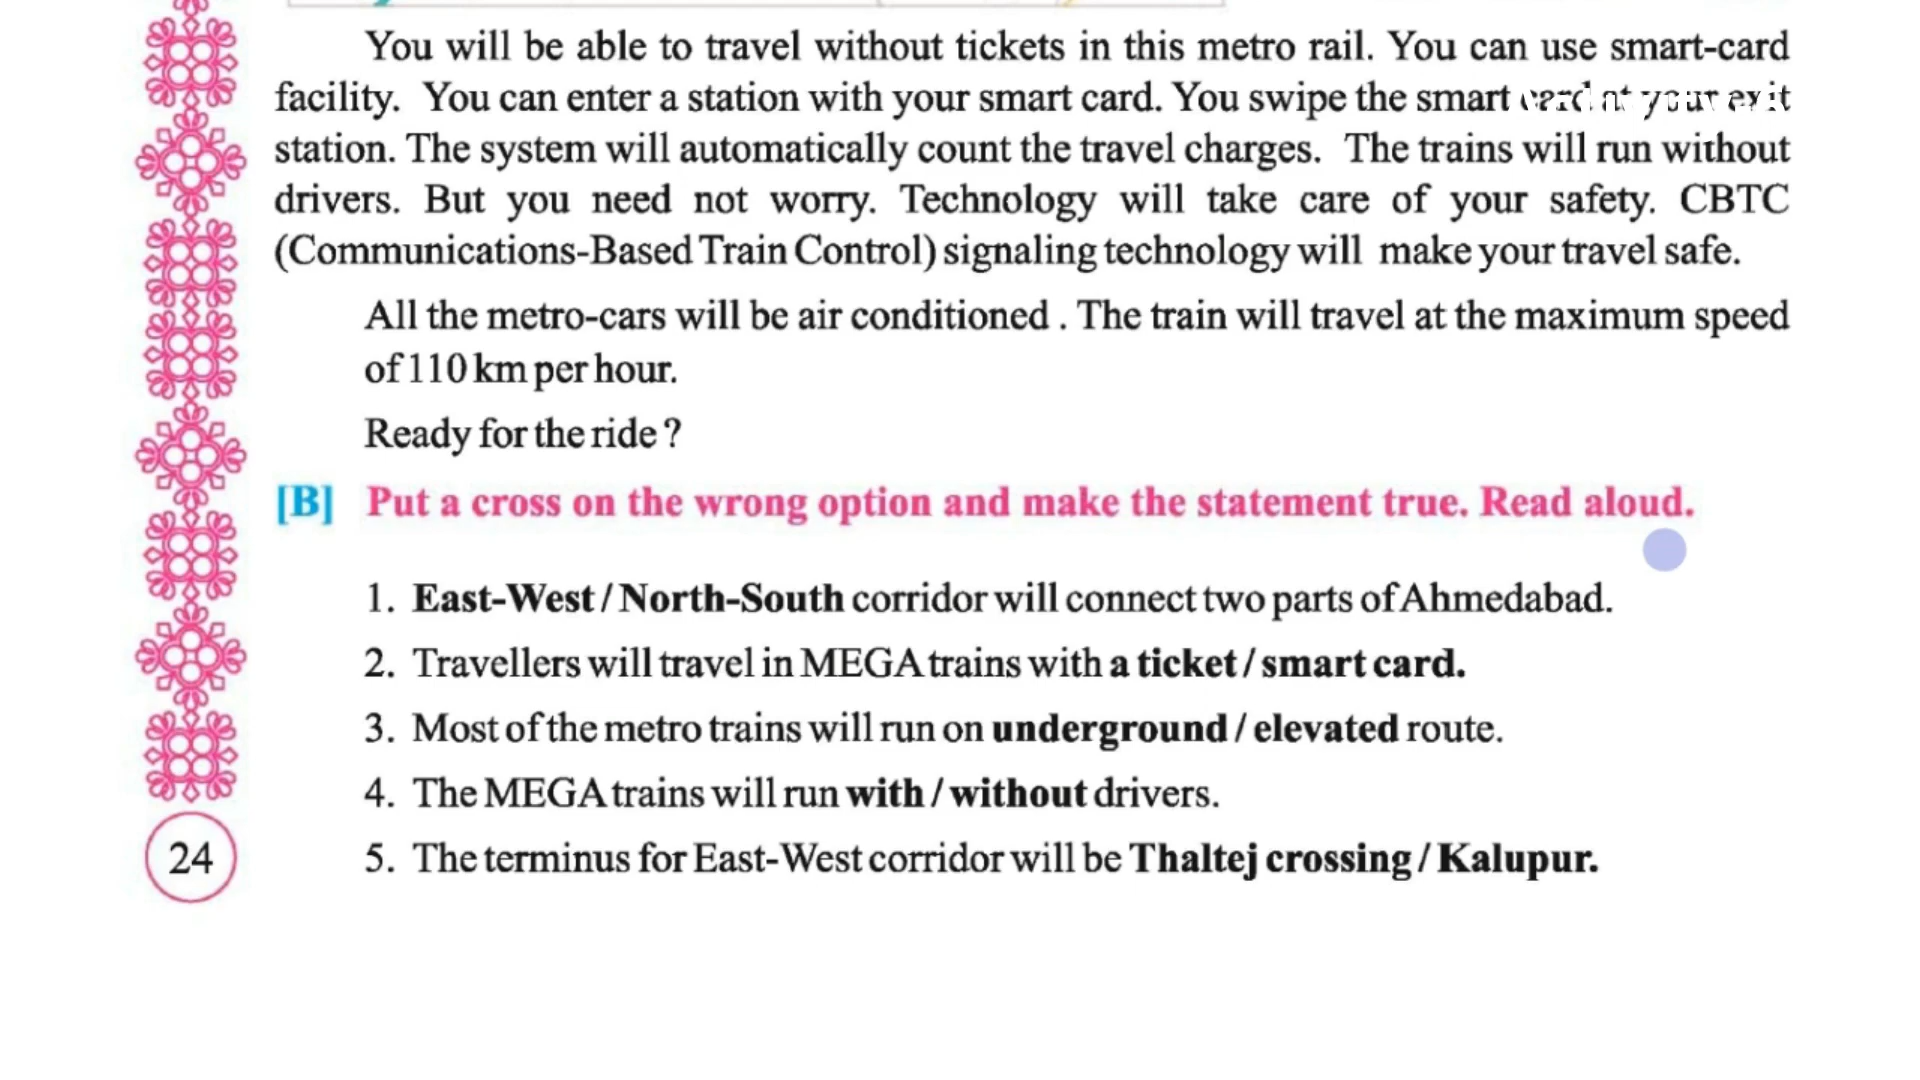 You will be able to travel without tickets in this metro rail. You can use smart-card
facility. You can enter a station with your smart card. You swipe the smart card at your exit
station. The system will automatically count the travel charges. The trains will run without
drivers. But you need not worry. Technology will take care of your safety. CBTC
(Communications-Based Train Control) signaling technology will make your travel safe.
All the metro-cars will be air conditioned . The train will travel at the maximum speed
of 110 km per hour.
Ready for the ride ?
[B] Put a cross on the wrong option and make the statement true. Read aloud.
1. East-West / North-South corridor will connect two parts of Ahmedabad.
2. Travellers will travel in MEGA trains with a ticket / smart card.
3. Most of the metro trains will run on underground / elevated route.
4. The MEGA trains will run with / without drivers.
5. The terminus for East-West corridor will be Thaltej crossing / Kalupur.
24